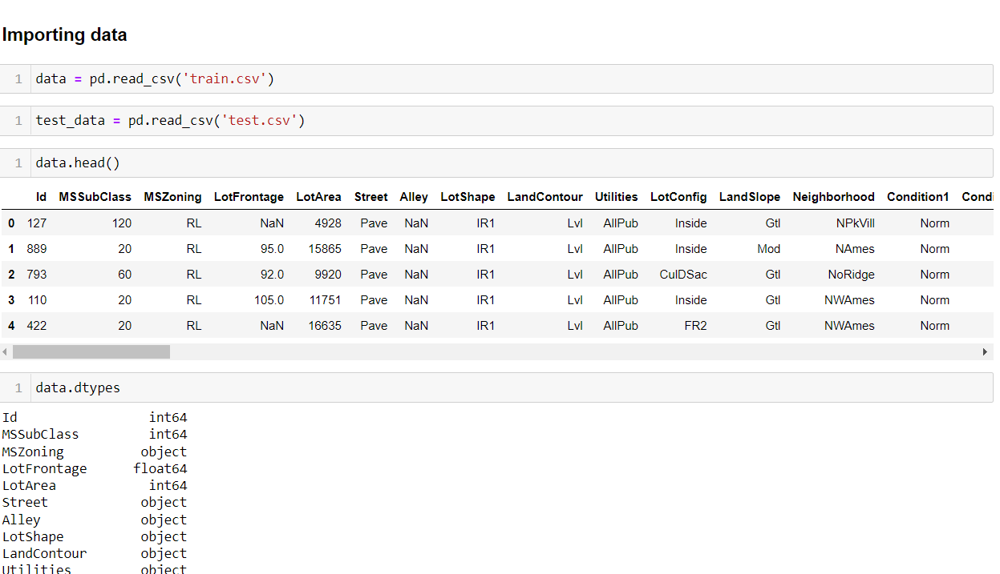 Importing data
1 data = pd.read_csv('train.csv')
1 test_data = pd.read_csv('test.csv')
1 data.head()
Id MSSubClass MSZoning LotFrontage LotArea Street Alley LotShape LandContour Utilities LotConfig LandSlope Neighborhood Condition1 Condi
0 127 120 RL NaN 4928 Pave NaN IR1 Lvl AllPub Inside Gtl NPkVill Norm
1 889 20 RL 95.0 15865 Pave NaN IR1 Lvl AllPub Inside Mod NAmes Norm
2 793 60 RL 92.0 9920 Pave NaN IR1 Lvl AllPub CulDSac Gtl NoRidge Norm
3 110 20 RL 105.0 11751 Pave NaN IR1 Lvl AllPub Inside Gtl NWAmes Norm
4 422 20 RL NaN 16635 Pave NaN IR1 Lvl AllPub FR2 Gtl NWAmes Norm
1 data.dtypes
Id int64
MSSubClass int64
MSZoning object
LotFrontage float64
LotArea int64
Street object
Alley object
LotShape object
LandContour object
Utilities object